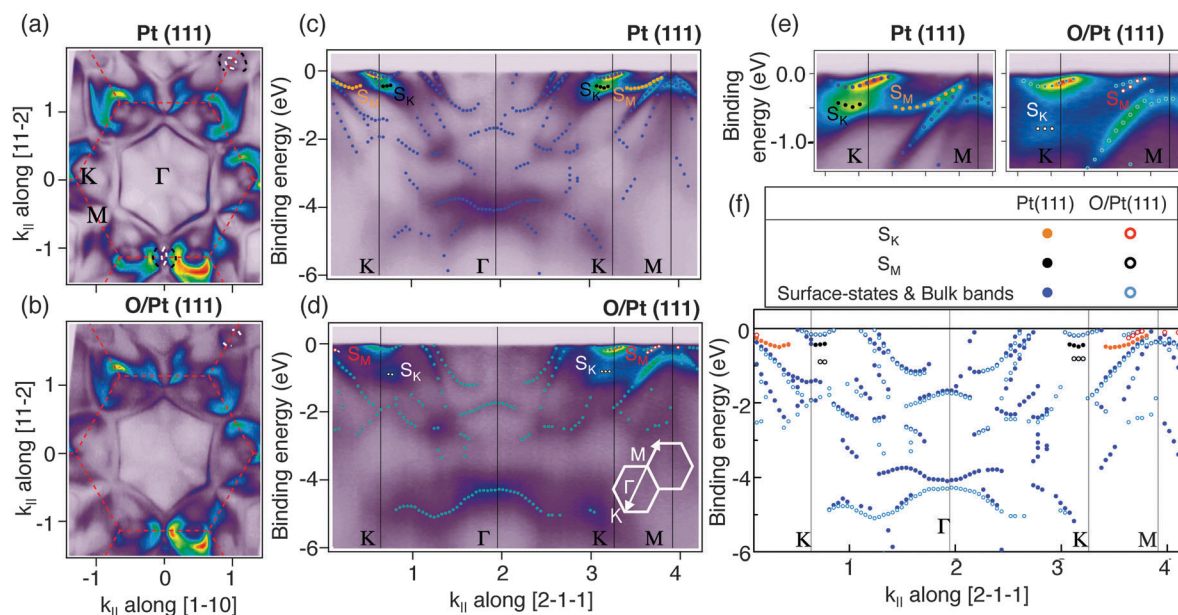 (a)
Pt (111)
k|| along [11-2]
1
0
-1
K
Γ
M
(b)
O/Pt (111)
k|| along [11-2]
1
0
-1
-1
0
1
k|| along [1-10]
(c)
Pt (111)
Binding energy (eV)
0
-2
-4
-6
SM
SK
SK
SM
K
Γ
K
M
(d)
O/Pt (111)
Binding energy (eV)
0
-2
-4
-6
SM
SK
SK
SM
M
Γ
K
K
Γ
K
M
1
2
3
4
k|| along [2-1-1]
(e)
Pt (111)
O/Pt(111)
Binding
energy (eV)
0.0
-1.0
SK
SM
K
M
SK
SM
K
M
(f)
Pt(111)
O/Pt(111)
SK
SM
Surface-states & Bulk bands
Binding energy (eV)
0
-2
-4
-6
K
Γ
K
M
1
2
3
4
k|| along [2-1-1]